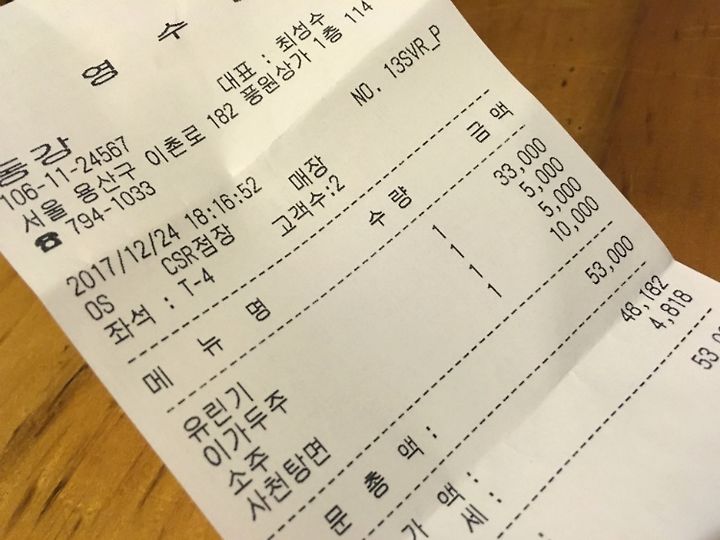 영 수
동강
106-11-24567 대표 : 최성수
서울 용산구 이촌로 182 풍원상가 1층 114
☎ 794-1033
NO. 13SVR_P
2017/12/24 18:16:52 매장
OS CSR점장 고객수:2
좌석 : T-4
메 뉴 명 수 량 금 액
유린기 1 33,000
이가두주 1 5,000
소주 1 5,000
사천탕면 1 10,000
문 총 액 : 53,000
가 액 : 48,182
세 : 4,818
: 53,0